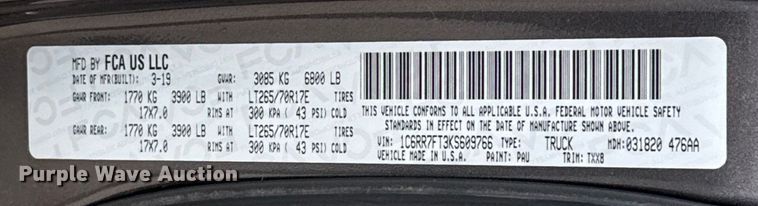 MFD BY FCA US LLC
DATE OF MFR(BUILT): 3-19 GVWR: 3085 KG 6800 LB
GAWR FRONT: 1770 KG 3900 LB WITH LT265/70R17E TIRES
17X7.0 RIMS AT 300 KPA ( 43 PSI) COLD
GAWR REAR: 1770 KG 3900 LB WITH LT265/70R17E TIRES
17X7.0 RIMS AT 300 KPA ( 43 PSI) COLD
THIS VEHICLE CONFORMS TO ALL APPLICABLE U.S.A. FEDERAL MOTOR VEHICLE SAFETY
STANDARDS IN EFFECT ON THE DATE OF MANUFACTURE SHOWN ABOVE
VIN: 1C6RR7FT3KS609766 TYPE: TRUCK MDH: 031820 476AA
VEHICLE MADE IN U.S.A. PAINT: PAU TRIM: TXX8
Purple Wave Auction